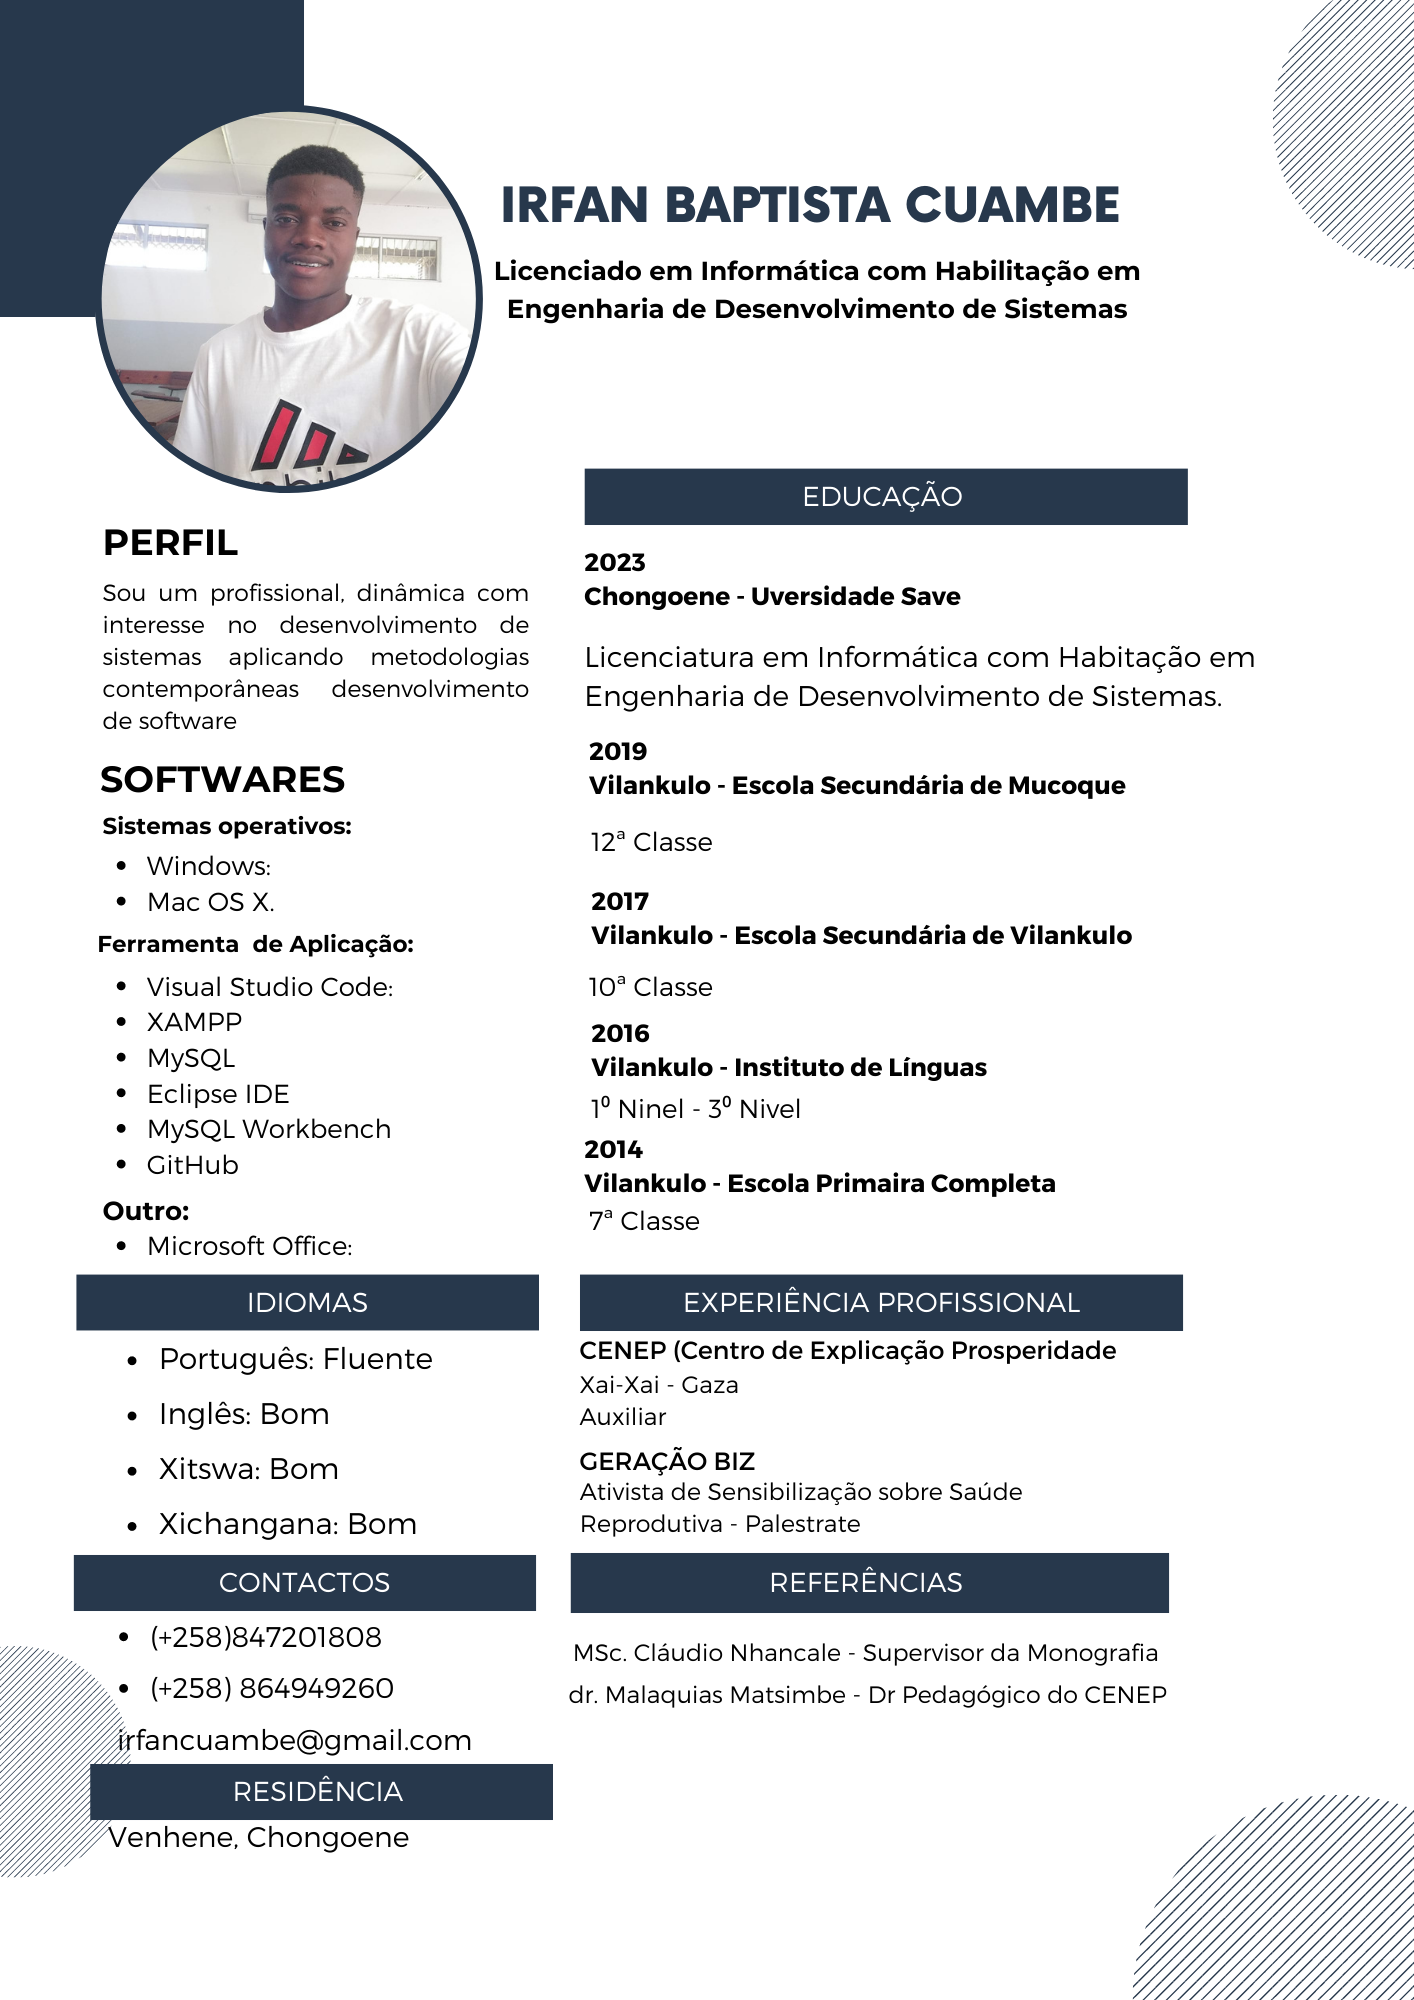 IRFAN BAPTISTA CUAMBE
Licenciado em Informática com Habilitação em
Engenharia de Desenvolvimento de Sistemas
PERFIL
Sou um profissional, dinâmica com
interesse no desenvolvimento de
sistemas aplicando metodologias
contemporâneas desenvolvimento
de software
SOFTWARES
Sistemas operativos:
• Windows:
• Mac OS X.
Ferramenta de Aplicação:
• Visual Studio Code:
• XAMPP
• MySQL
• Eclipse IDE
• MySQL Workbench
• GitHub
Outro:
• Microsoft Office:
IDIOMAS
• Português: Fluente
• Inglês: Bom
• Xitswa: Bom
• Xichangana: Bom
CONTACTOS
• (+258)847201808
• (+258) 864949260
irfancuambe@gmail.com
RESIDÊNCIA
Venhene, Chongoene
EDUCAÇÃO
2023
Chongoene - Uversidade Save
Licenciatura em Informática com Habitação em
Engenharia de Desenvolvimento de Sistemas.
2019
Vilankulo - Escola Secundária de Mucoque
12ª Classe
2017
Vilankulo - Escola Secundária de Vilankulo
10ª Classe
2016
Vilankulo - Instituto de Línguas
1⁰ Ninel - 3⁰ Nivel
2014
Vilankulo - Escola Primaira Completa
7ª Classe
EXPERIÊNCIA PROFISSIONAL
CENEP (Centro de Explicação Prosperidade
Xai-Xai - Gaza
Auxiliar
GERAÇÃO BIZ
Ativista de Sensibilização sobre Saúde
Reprodutiva - Palestrate
REFERÊNCIAS
MSc. Cláudio Nhancale - Supervisor da Monografia
dr. Malaquias Matsimbe - Dr Pedagógico do CENEP